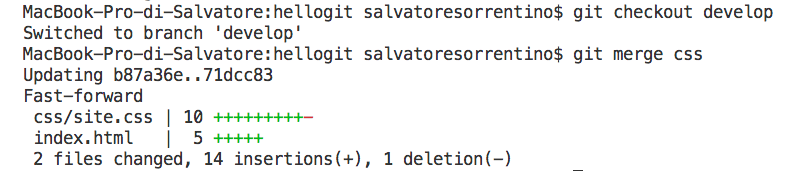 MacBook-Pro-di-Salvatore:hellogit salvatoresorrentino$ git checkout develop
Switched to branch 'develop'
MacBook-Pro-di-Salvatore:hellogit salvatoresorrentino$ git merge css
Updating b87a36e..71dcc83
Fast-forward
 css/site.css | 10 +++++++++-
 index.html   |  5 +++++
 2 files changed, 14 insertions(+), 1 deletion(-)